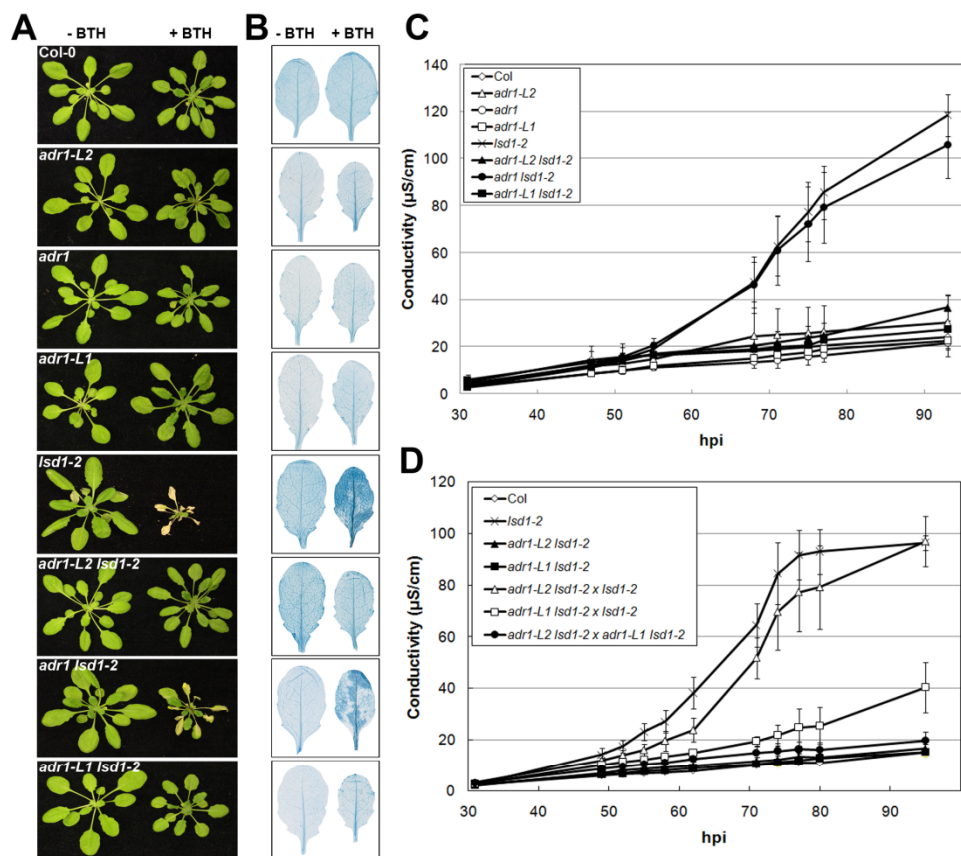 A
- BTH + BTH
Col-0
adr1-L2
adr1
adr1-L1
lsd1-2
adr1-L2 lsd1-2
adr1 lsd1-2
adr1-L1 lsd1-2
B
- BTH + BTH
C
Conductivity (µS/cm)
140
120
100
80
60
40
20
0
Col
adr1-L2
adr1
adr1-L1
lsd1-2
adr1-L2 lsd1-2
adr1 lsd1-2
adr1-L1 lsd1-2
30 40 50 60 70 80 90
hpi
D
Conductivity (µS/cm)
120
100
80
60
40
20
0
Col
lsd1-2
adr1-L2 lsd1-2
adr1-L1 lsd1-2
adr1-L2 lsd1-2 x lsd1-2
adr1-L1 lsd1-2 x lsd1-2
adr1-L2 lsd1-2 x adr1-L1 lsd1-2
30 40 50 60 70 80 90
hpi